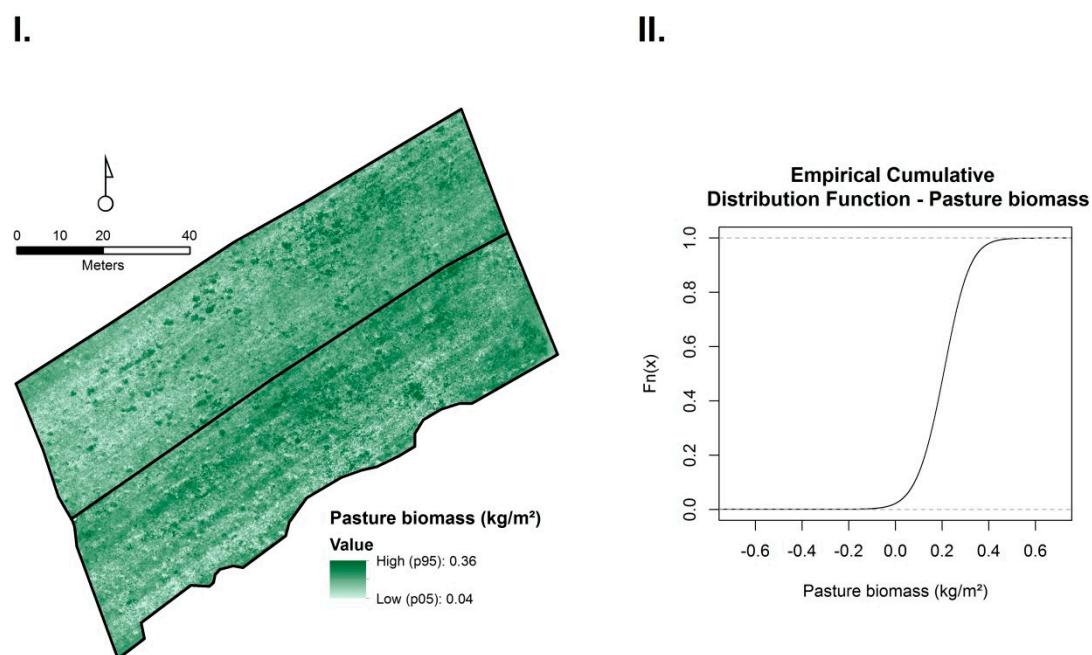 I.
0 10 20 40
Meters
Pasture biomass (kg/m²)
Value
High (p95): 0.36
Low (p05): 0.04
II.
Empirical Cumulative
Distribution Function - Pasture biomass
Fn(x)
1.0
0.8
0.6
0.4
0.2
0.0
-0.6 -0.4 -0.2 0.0 0.2 0.4 0.6
Pasture biomass (kg/m²)